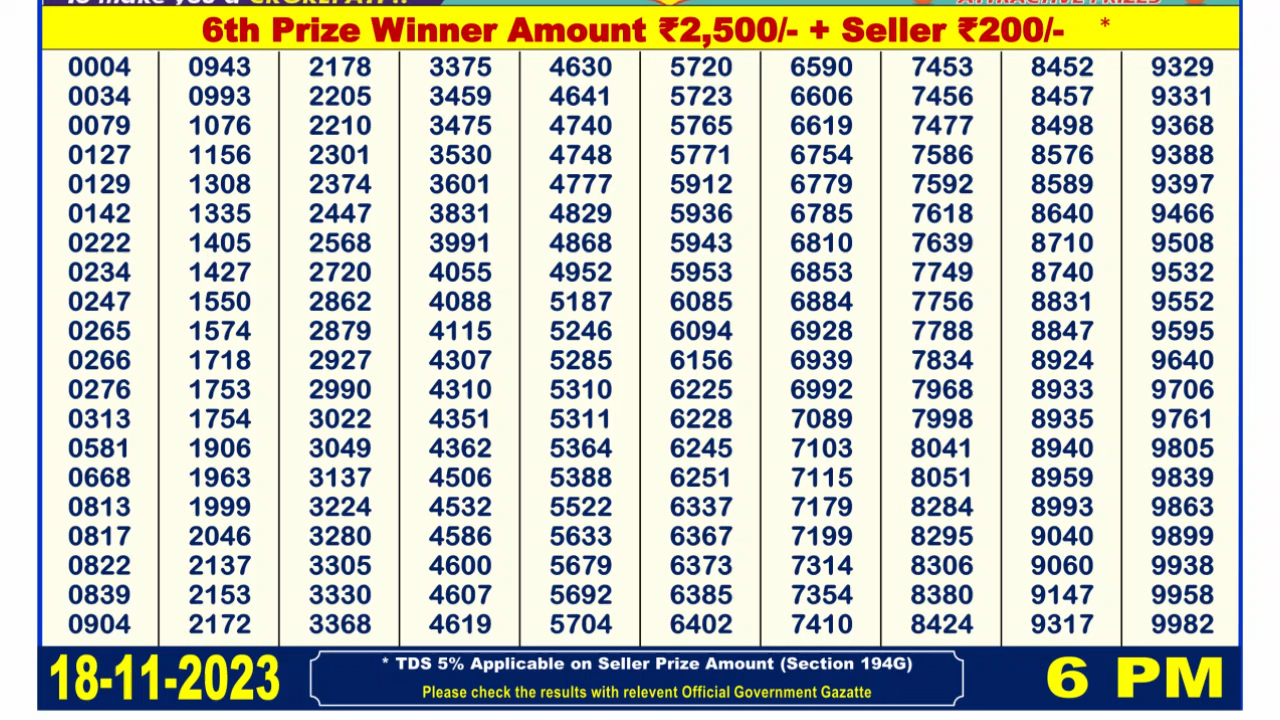 To make you a CROREPATI!!
ATTRACTIVE PRIZES
6th Prize Winner Amount ₹2,500/- + Seller ₹200/- *
0004 0943 2178 3375 4630 5720 6590 7453 8452 9329
0034 0993 2205 3459 4641 5723 6606 7456 8457 9331
0079 1076 2210 3475 4740 5765 6619 7477 8498 9368
0127 1156 2301 3530 4748 5771 6754 7586 8576 9388
0129 1308 2374 3601 4777 5912 6779 7592 8589 9397
0142 1335 2447 3831 4829 5936 6785 7618 8640 9466
0222 1405 2568 3991 4868 5943 6810 7639 8710 9508
0234 1427 2720 4055 4952 5953 6853 7749 8740 9532
0247 1550 2862 4088 5187 6085 6884 7756 8831 9552
0265 1574 2879 4115 5246 6094 6928 7788 8847 9595
0266 1718 2927 4307 5285 6156 6939 7834 8924 9640
0276 1753 2990 4310 5310 6225 6992 7968 8933 9706
0313 1754 3022 4351 5311 6228 7089 7998 8935 9761
0581 1906 3049 4362 5364 6245 7103 8041 8940 9805
0668 1963 3137 4506 5388 6251 7115 8051 8959 9839
0813 1999 3224 4532 5522 6337 7179 8284 8993 9863
0817 2046 3280 4586 5633 6367 7199 8295 9040 9899
0822 2137 3305 4600 5679 6373 7314 8306 9060 9938
0839 2153 3330 4607 5692 6385 7354 8380 9147 9958
0904 2172 3368 4619 5704 6402 7410 8424 9317 9982
18-11-2023
* TDS 5% Applicable on Seller Prize Amount (Section 194G)
Please check the results with relevent Official Government Gazatte
6 PM